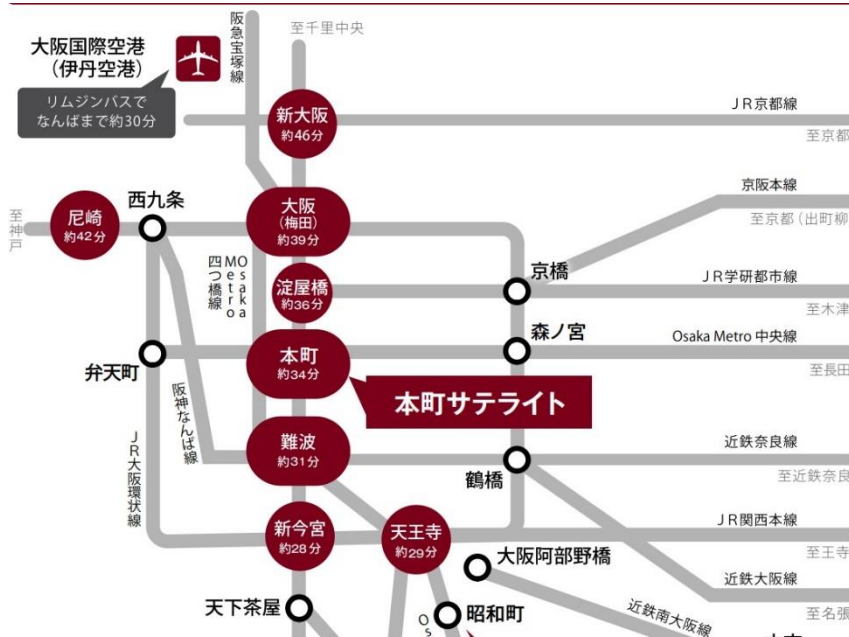 大阪国際空港
（伊丹空港）
リムジンバスで
なんばまで約30分
阪急宝塚線
至千里中央
新大阪
約46分
JR京都線
至京都
京阪本線
至京都（出町柳
至神戸
尼崎
約42分
西九条
大阪
（梅田）
約39分
Osaka
Metro
四つ橋線
淀屋橋
約36分
京橋
JR学研都市線
至木津
森ノ宮
Osaka Metro 中央線
至長田
弁天町
本町
約34分
本町サテライト
阪神なんば線
JR大阪環状線
難波
約31分
鶴橋
近鉄奈良線
至近鉄奈良
新今宮
約28分
天王寺
約29分
JR関西本線
至王寺
大阪阿部野橋
近鉄大阪線
至名張
天下茶屋
Os
昭和町
近鉄南大阪線